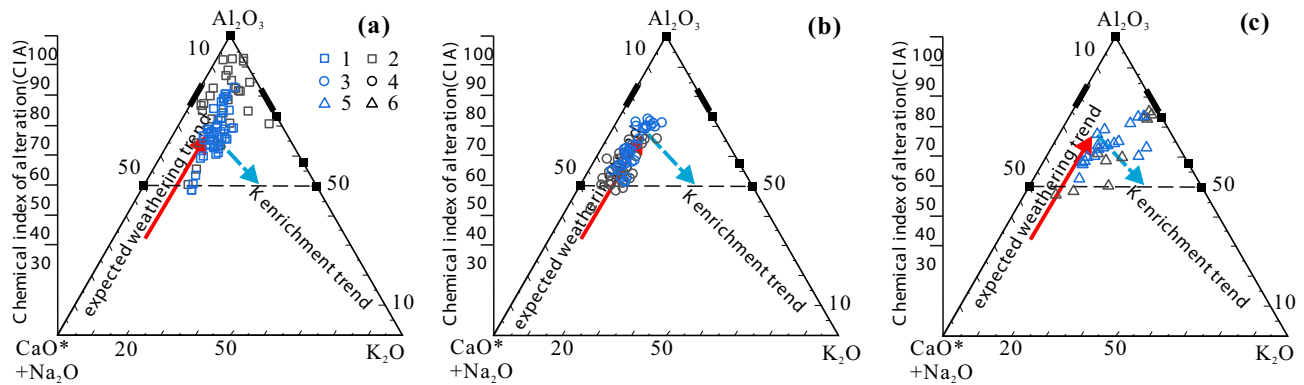 Al₂O₃
(a)
Chemical index of alteration(CIA)
100
90
80
70
60
50
40
30
10
1
2
3
4
5
6
50
50
expected weathering trend
Kenrichment trend
10
CaO*
+Na₂O
20
50
K₂O
Al₂O₃
(b)
Chemical index of alteration(CIA)
100
90
80
70
60
50
40
30
10
50
50
expected weathering trend
Kenrichment trend
10
CaO*
+Na₂O
20
50
K₂O
Al₂O₃
(c)
Chemical index of alteration(CIA)
100
90
80
70
60
50
40
30
10
50
50
expected weathering trend
Kenrichment trend
10
CaO*
+Na₂O
20
50
K₂O